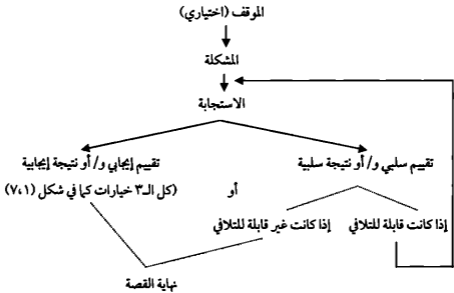 الموقف (اختياري)
المشكلة
الاستجابة
تقييم إيجابي و/ أو نتيجة إيجابية
تقييم سلبي و/ أو نتيجة سلبية
(كل الـ٣ خيارات كما في شكل (٧،١)
أو
إذا كانت غير قابلة للتلافي
إذا كانت قابلة للتلافي
نهاية القصة